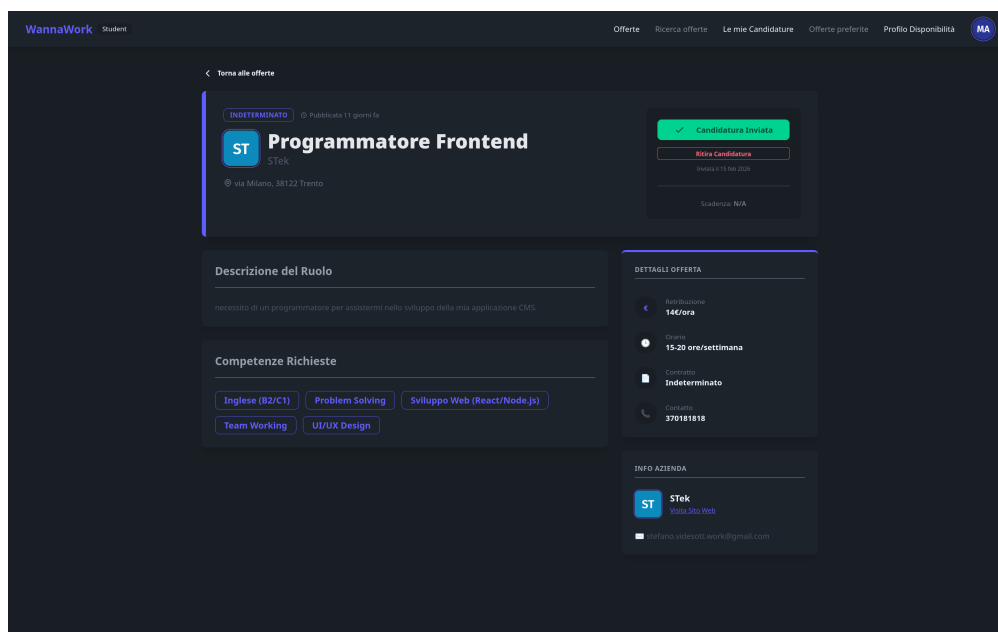 WannaWork Student Offerte Ricerca offerte Le mie Candidature Offerte preferite Profilo Disponibilità MA
Torna alle offerte
INDETERMINATO Pubblicata 11 giorni fa
ST
Programmatore Frontend
STek
via Milano, 38122 Trento
Candidatura Inviata
Ritira Candidatura
Inviata il 15 feb 2026
Scadenza: N/A
Descrizione del Ruolo
necessito di un programmatore per assistermi nello sviluppo della mia applicazione CMS.
Competenze Richieste
Inglese (B2/C1) Problem Solving Sviluppo Web (React/Node.js)
Team Working UI/UX Design
DETTAGLI OFFERTA
€
Retribuzione
14€/ora
Orario
15-20 ore/settimana
Contratto
Indeterminato
Contatto
370181818
INFO AZIENDA
ST
STek
Visita Sito Web
stefano.videsott.work@gmail.com